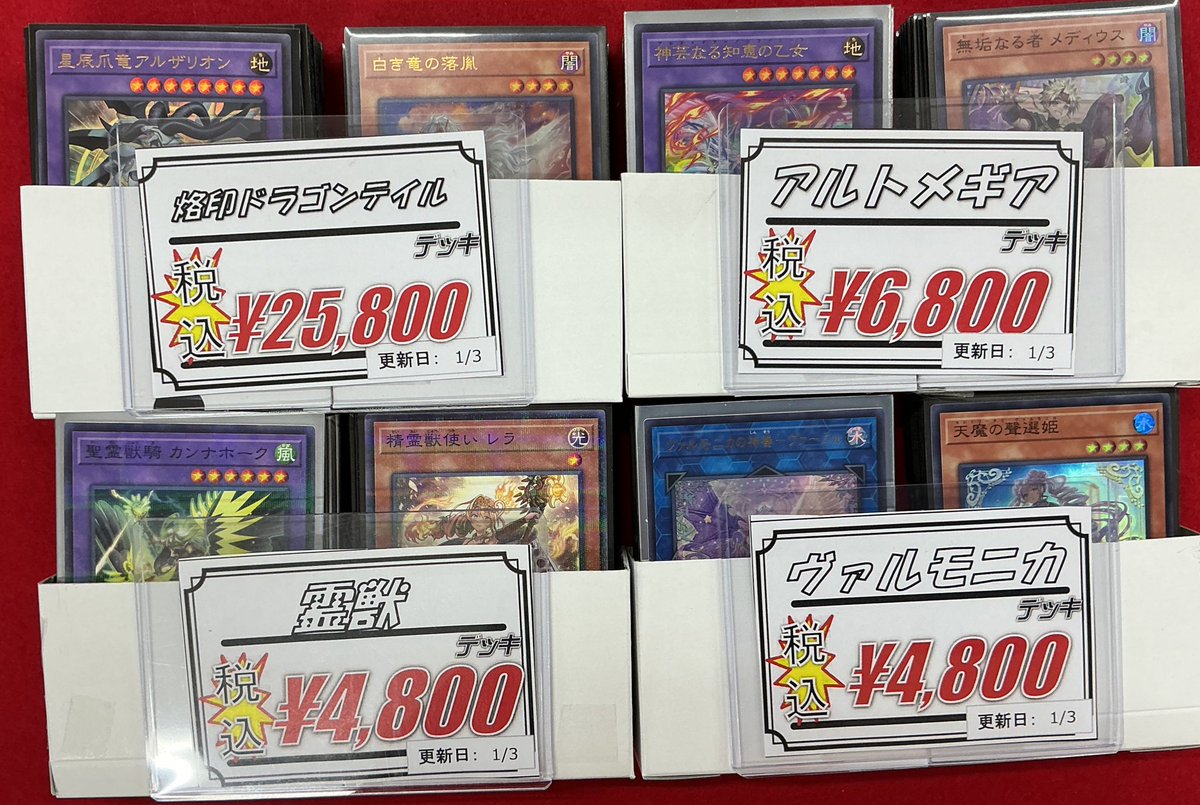 星辰爪竜アルザリオン 地
白き竜の落胤 闇
烙印ドラゴンテイル
デッキ
税込
¥25,800
更新日: 1/3
神芸なる知恵の乙女 地
無垢なる者 メディウス 闇
アルトメギア
デッキ
税込
¥6,800
更新日: 1/3
聖霊獣騎 カンナホーク 風
精霊獣使い レラ 光
霊獣
デッキ
税込
¥4,800
更新日: 1/3
水
天魔の聲選姫 水
ヴァルモニカ
デッキ
税込
¥4,800
更新日: 1/3